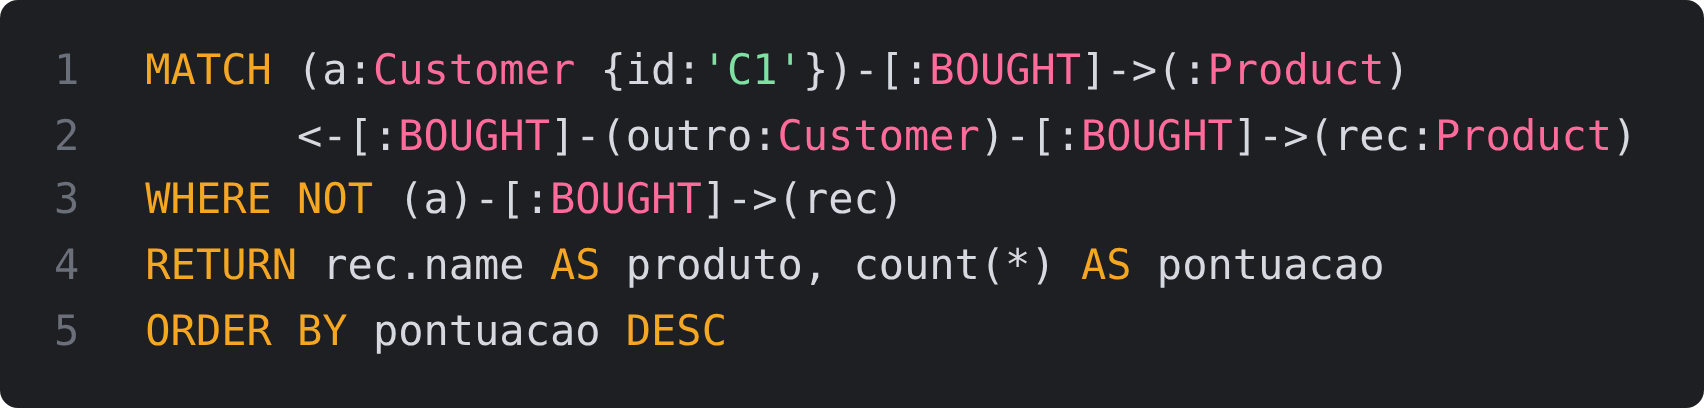 1 MATCH (a:Customer {id:'C1'})-[:BOUGHT]->(:Product)
2 <-[:BOUGHT]-(outro:Customer)-[:BOUGHT]->(rec:Product)
3 WHERE NOT (a)-[:BOUGHT]->(rec)
4 RETURN rec.name AS produto, count(*) AS pontuacao
5 ORDER BY pontuacao DESC